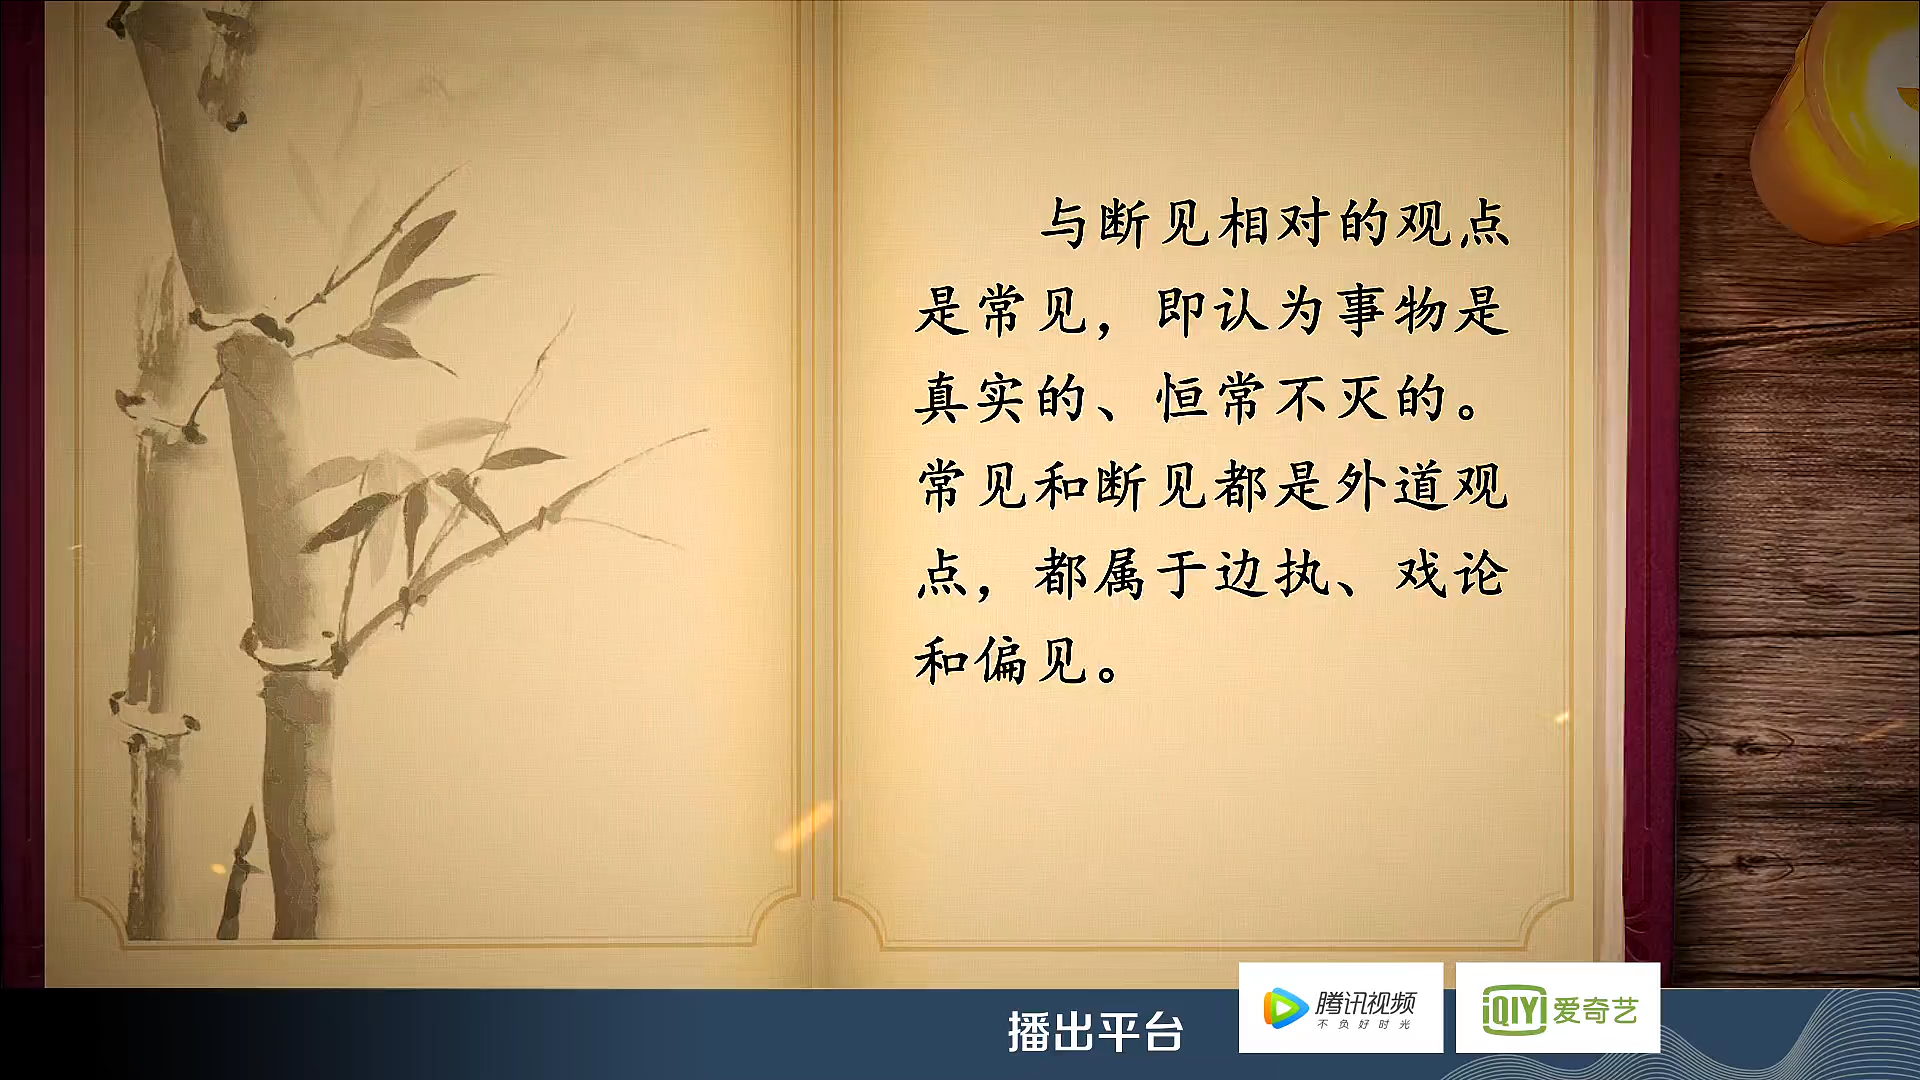 与断见相对的观点
是常见，即认为事物是
真实的、恒常不灭的。
常见和断见都是外道观
点，都属于边执、戏论
和偏见。
播出平台
腾讯视频
不负好时光
iQIYI 爱奇艺